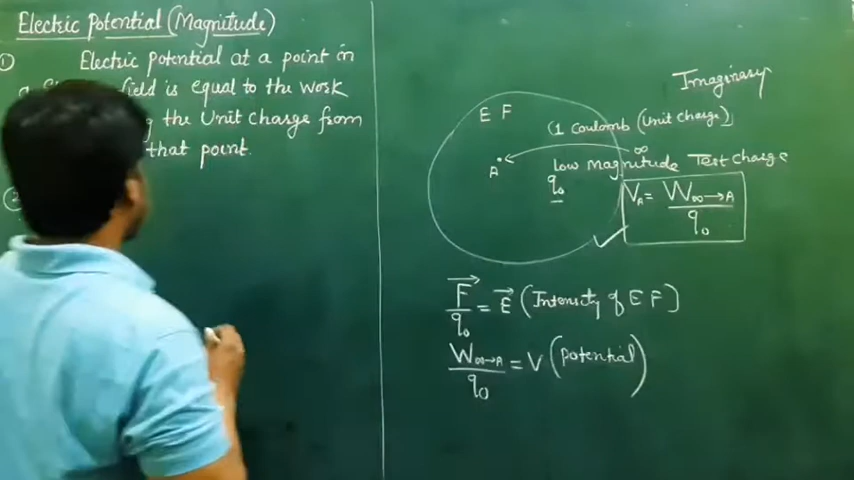 Electric Potential (Magnitude)
① Electric potential at a point in
a field is equal to the work
the Unit Charge from
that point.
②
Imaginary
E F
(1 Coulomb (Unit charge)
∞
A
low magnitude Test charge
q₀
V_A = W∞→A / q₀
F⃗ / q₀ = E⃗ (Intensity of E F)
W∞→A / q₀ = V (potential)